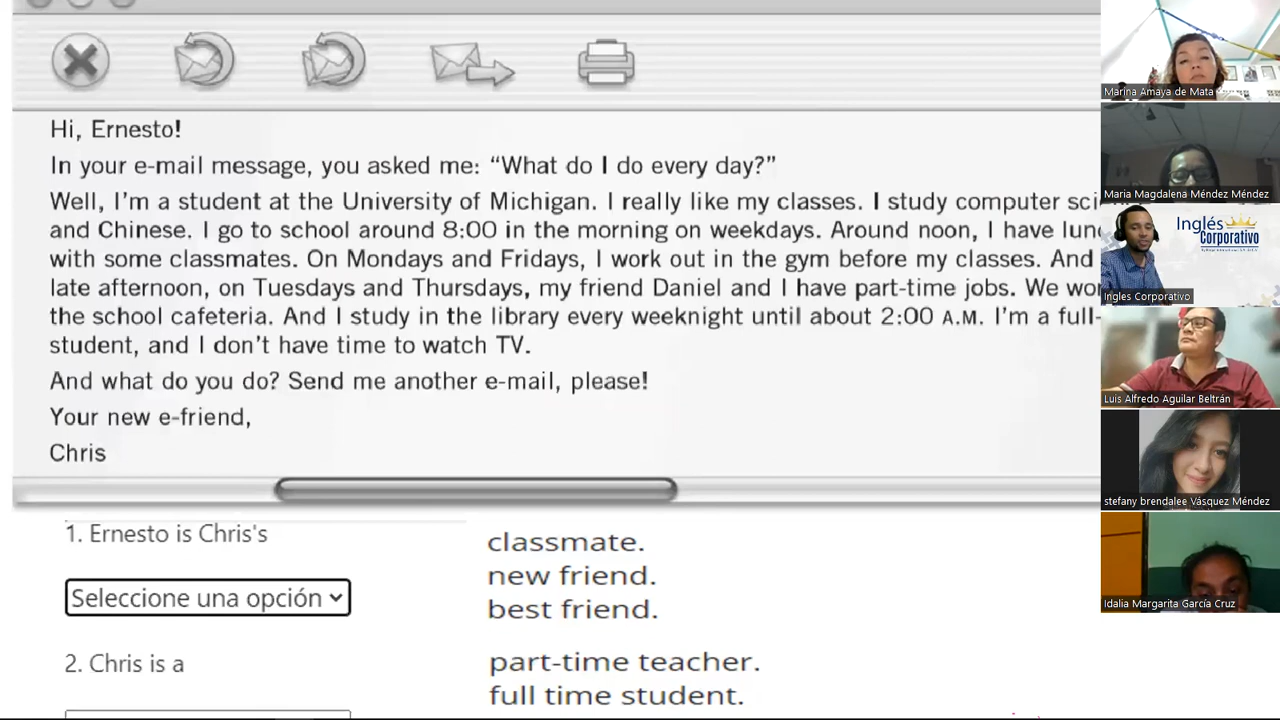 Hi, Ernesto!
In your e-mail message, you asked me: “What do I do every day?”
Well, I’m a student at the University of Michigan. I really like my classes. I study computer sci
and Chinese. I go to school around 8:00 in the morning on weekdays. Around noon, I have lun
with some classmates. On Mondays and Fridays, I work out in the gym before my classes. And
late afternoon, on Tuesdays and Thursdays, my friend Daniel and I have part-time jobs. We wo
the school cafeteria. And I study in the library every weeknight until about 2:00 A.M. I’m a full-
student, and I don’t have time to watch TV.
And what do you do? Send me another e-mail, please!
Your new e-friend,
Chris
1. Ernesto is Chris's
Seleccione una opción
classmate.
new friend.
best friend.
2. Chris is a
part-time teacher.
full time student.
Marina Amaya de Mata
Maria Magdalena Méndez Méndez
Inglés
Corporativo
Ingles Corporativo
Luis Alfredo Aguilar Beltrán
stefany brendalee Vásquez Méndez
Idalia Margarita García Cruz